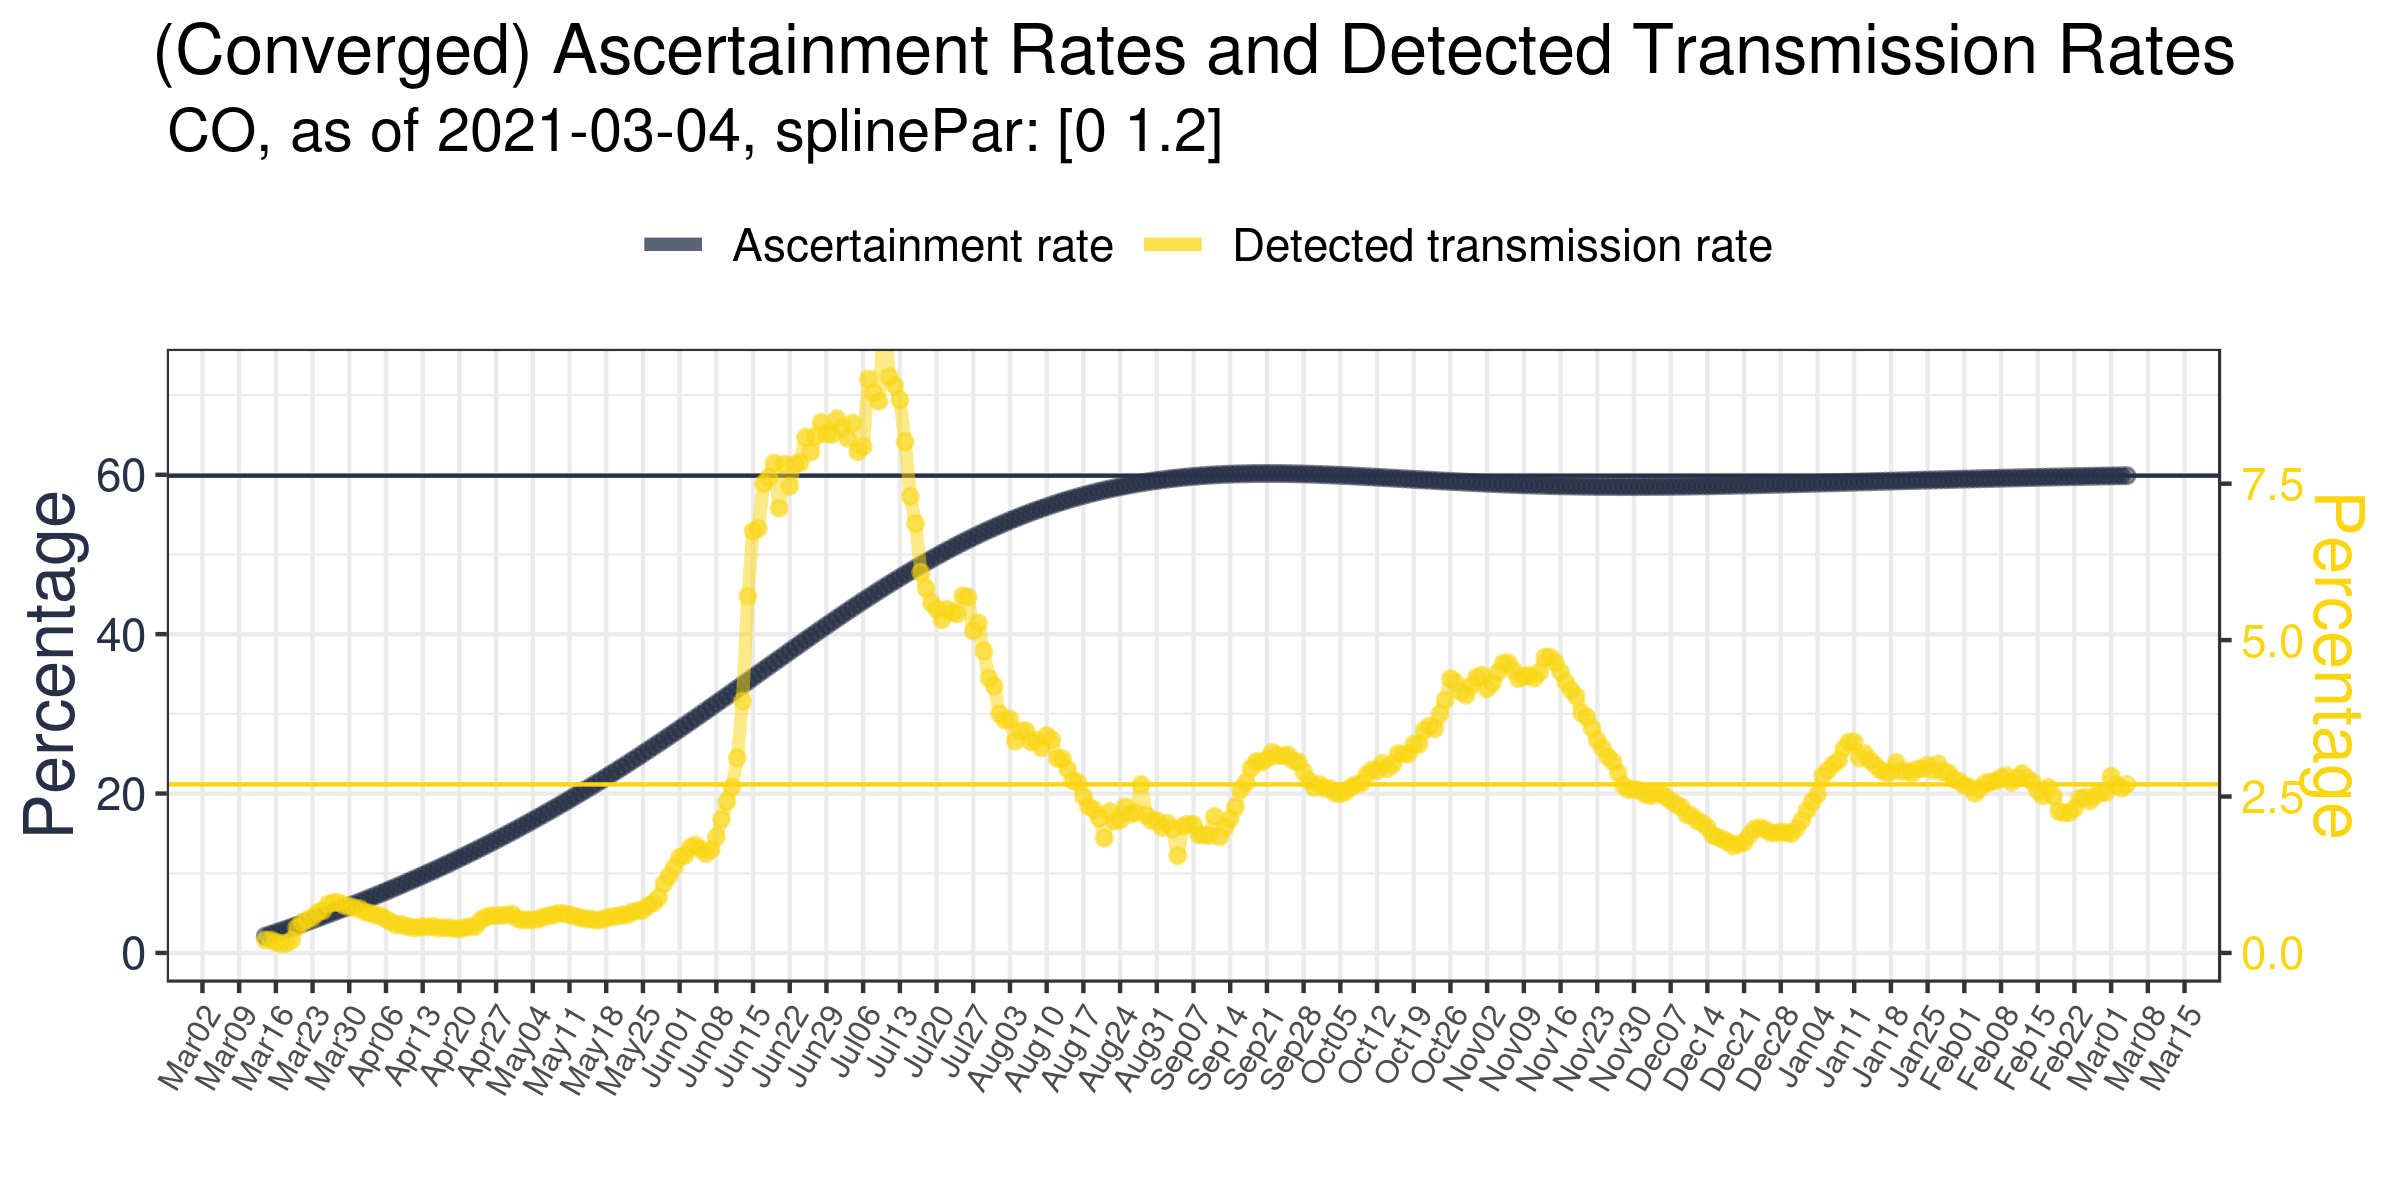 (Converged) Ascertainment Rates and Detected Transmission Rates
CO, as of 2021-03-04, splinePar: [0 1.2]
Ascertainment rate
Detected transmission rate
Percentage
60
40
20
0
7.5
5.0
2.5
0.0
Percentage
Mar02
Mar09
Mar16
Mar23
Mar30
Apr06
Apr13
Apr20
Apr27
May04
May11
May18
May25
Jun01
Jun08
Jun15
Jun22
Jun29
Jul06
Jul13
Jul20
Jul27
Aug03
Aug10
Aug17
Aug24
Aug31
Sep07
Sep14
Sep21
Sep28
Oct05
Oct12
Oct19
Oct26
Nov02
Nov09
Nov16
Nov23
Nov30
Dec07
Dec14
Dec21
Dec28
Jan04
Jan11
Jan18
Jan25
Feb01
Feb08
Feb15
Feb22
Mar01
Mar08
Mar15